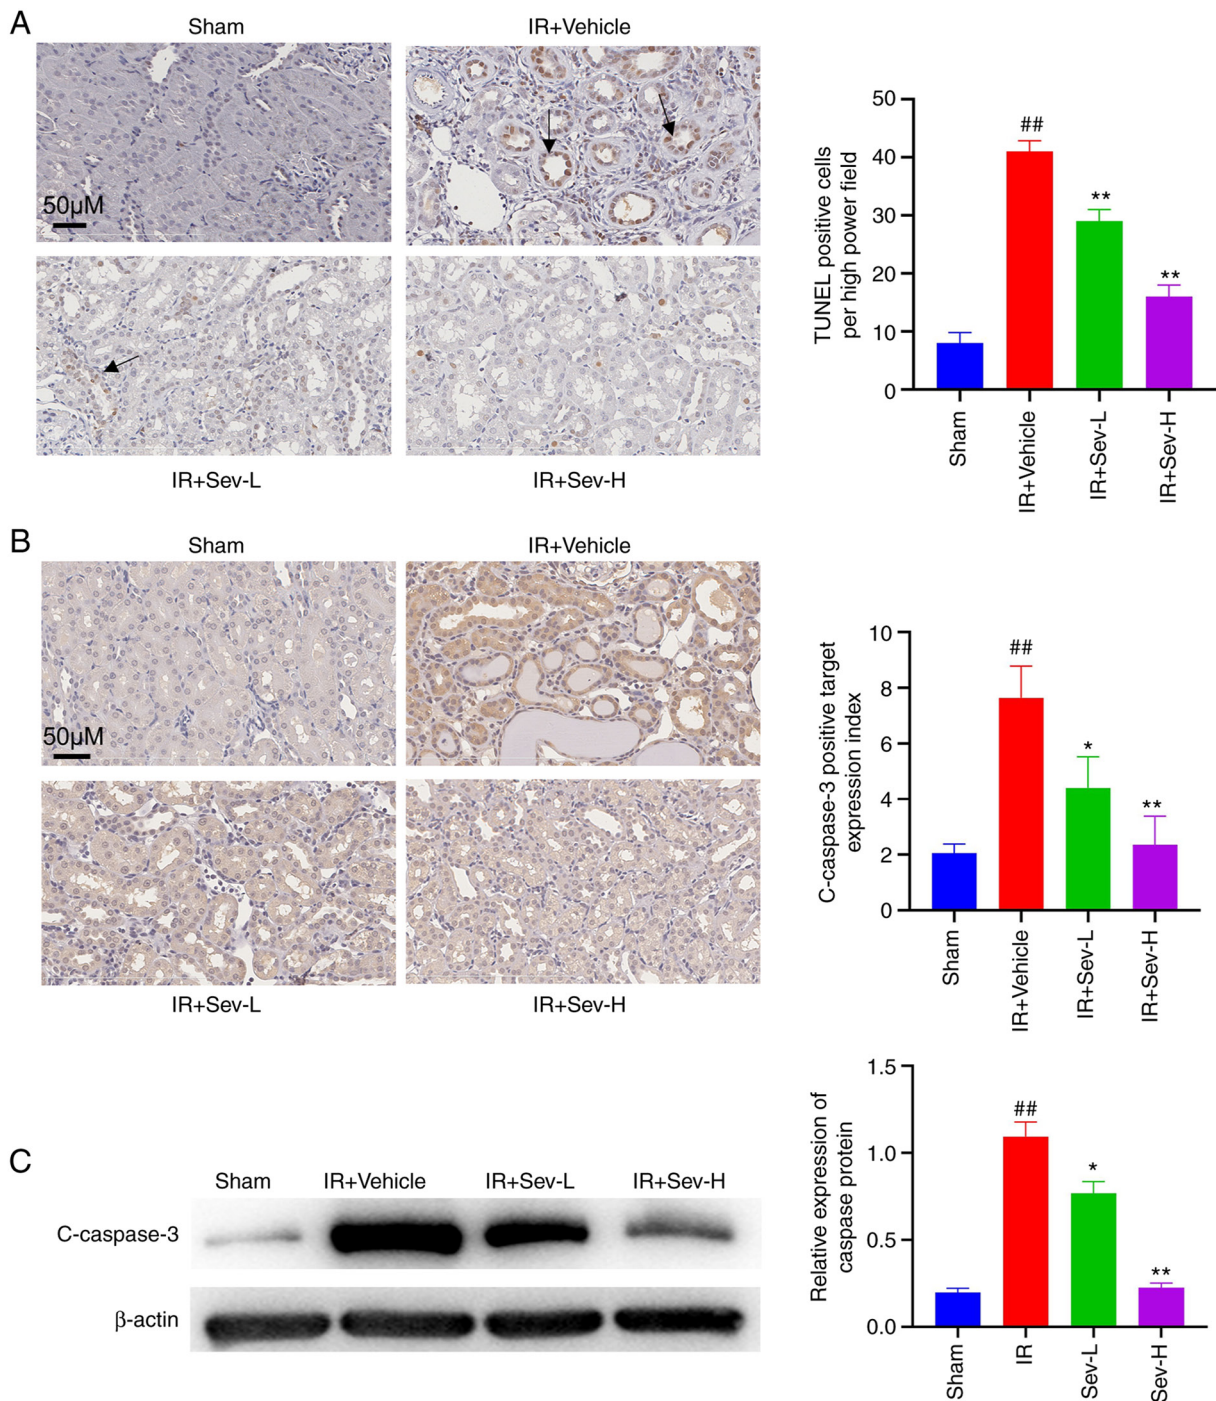 A
Sham
IR+Vehicle
50µM
IR+Sev-L
IR+Sev-H
TUNEL positive cells
per high power field
50
40
30
20
10
0
##
**
**
Sham
IR+Vehicle
IR+Sev-L
IR+Sev-H
B
Sham
IR+Vehicle
50µM
IR+Sev-L
IR+Sev-H
C-caspase-3 positive target
expression index
10
8
6
4
2
0
##
*
**
Sham
IR+Vehicle
IR+Sev-L
IR+Sev-H
C
Sham
IR+Vehicle
IR+Sev-L
IR+Sev-H
C-caspase-3
β-actin
Relative expression of
caspase protein
1.5
1.0
0.5
0.0
##
*
**
Sham
IR
Sev-L
Sev-H